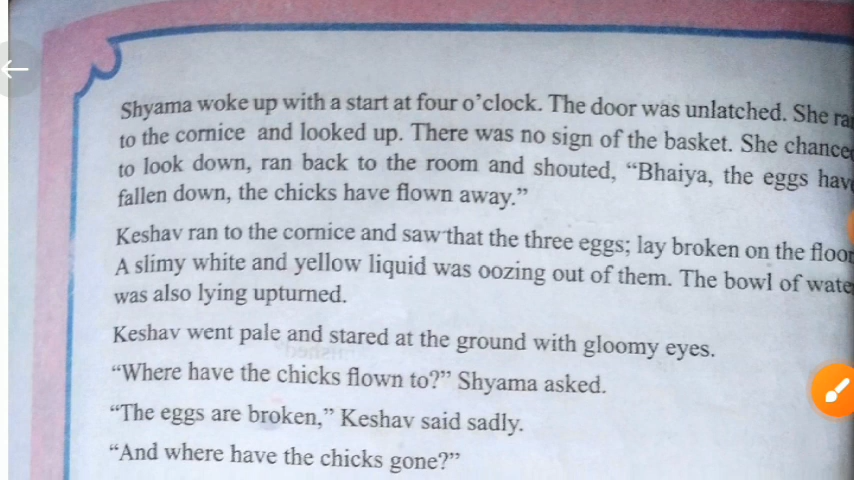 Shyama woke up with a start at four o’clock. The door was unlatched. She
to the cornice and looked up. There was no sign of the basket. She
to look down, ran back to the room and shouted, “Bhaiya, the eggs
fallen down, the chicks have flown away.”
Keshav ran to the cornice and saw that the three eggs; lay broken on the
A slimy white and yellow liquid was oozing out of them. The bowl of
was also lying upturned.
Keshav went pale and stared at the ground with gloomy eyes.
“Where have the chicks flown to?” Shyama asked.
“The eggs are broken,” Keshav said sadly.
“And where have the chicks gone?”